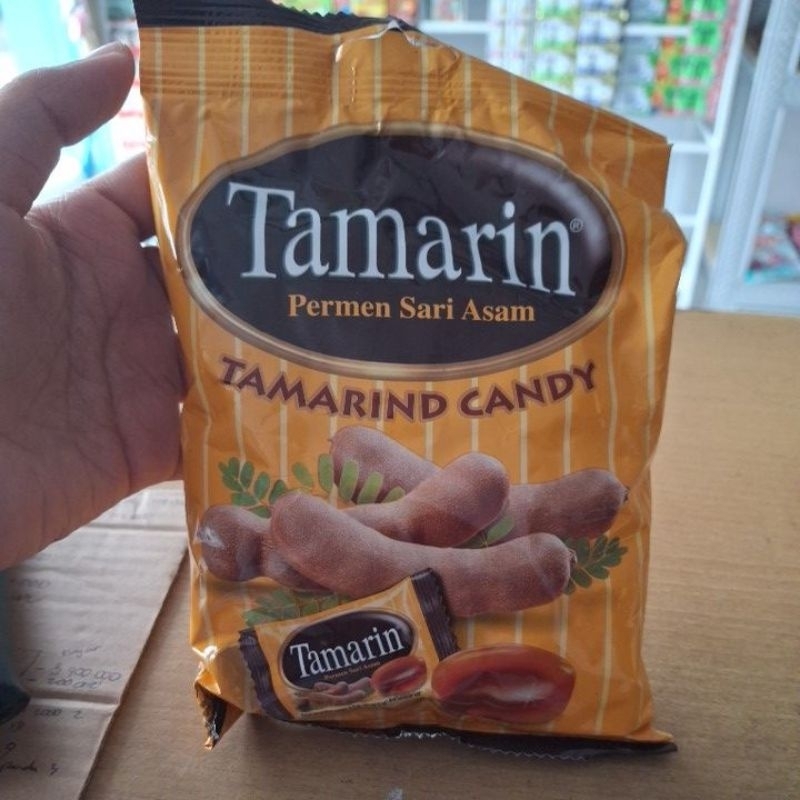 Tamarin®
Permen Sari Asam
TAMARIND CANDY
Tamarin
Permen Sari Asam